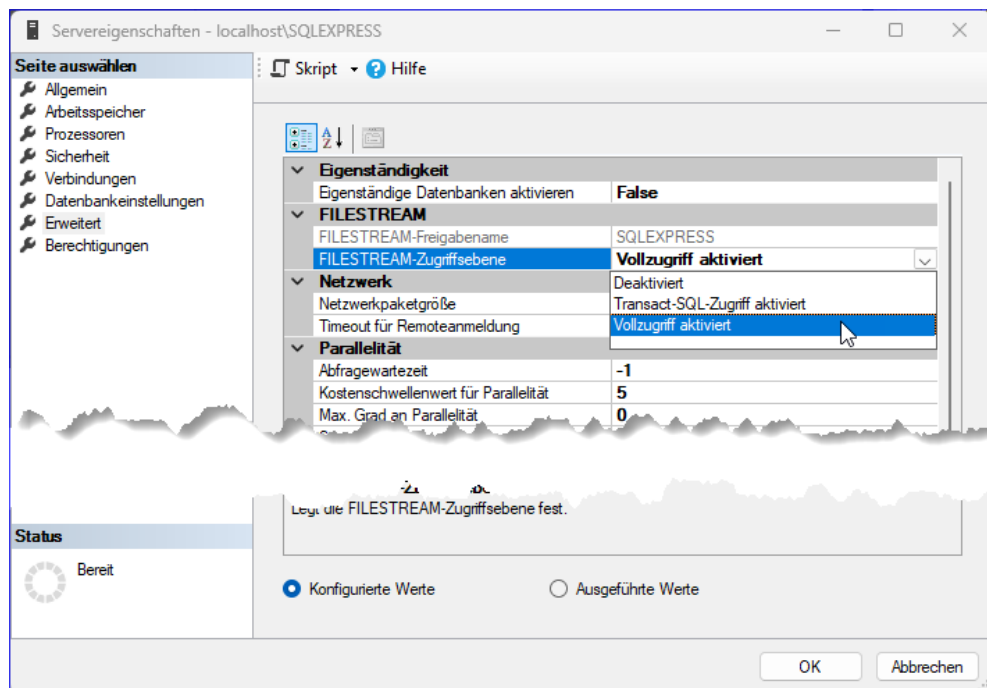 Servereigenschaften - localhost\SQLEXPRESS
Seite auswählen
Allgemein
Arbeitsspeicher
Prozessoren
Sicherheit
Verbindungen
Datenbankeinstellungen
Erweitert
Berechtigungen
Skript Hilfe
Eigenständigkeit
Eigenständige Datenbanken aktivieren False
FILESTREAM
FILESTREAM-Freigabename SQLEXPRESS
FILESTREAM-Zugriffsebene Vollzugriff aktiviert
Netzwerk Deaktiviert
Netzwerkpaketgröße Transact-SQL-Zugriff aktiviert
Timeout für Remoteanmeldung Vollzugriff aktiviert
Parallelität
Abfragewartezeit -1
Kostenschwellenwert für Parallelität 5
Max. Grad an Parallelität 0
Legt die FILESTREAM-Zugriffsebene fest.
Status
Bereit
Konfigurierte Werte Ausgeführte Werte
OK Abbrechen